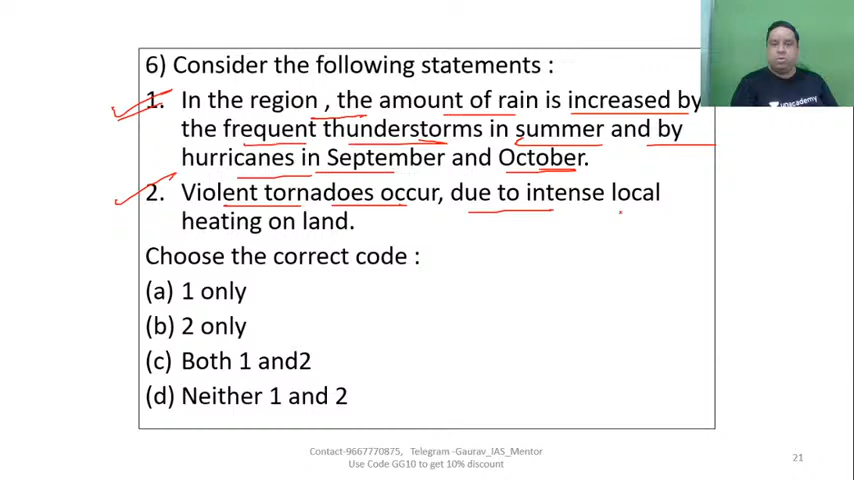 6) Consider the following statements :
1. In the region , the amount of rain is increased by
the frequent thunderstorms in summer and by
hurricanes in September and October.
2. Violent tornadoes occur, due to intense local
heating on land.
Choose the correct code :
(a) 1 only
(b) 2 only
(c) Both 1 and2
(d) Neither 1 and 2
Contact-9667770875, Telegram -Gaurav_IAS_Mentor
Use Code GG10 to get 10% discount
21
unacademy